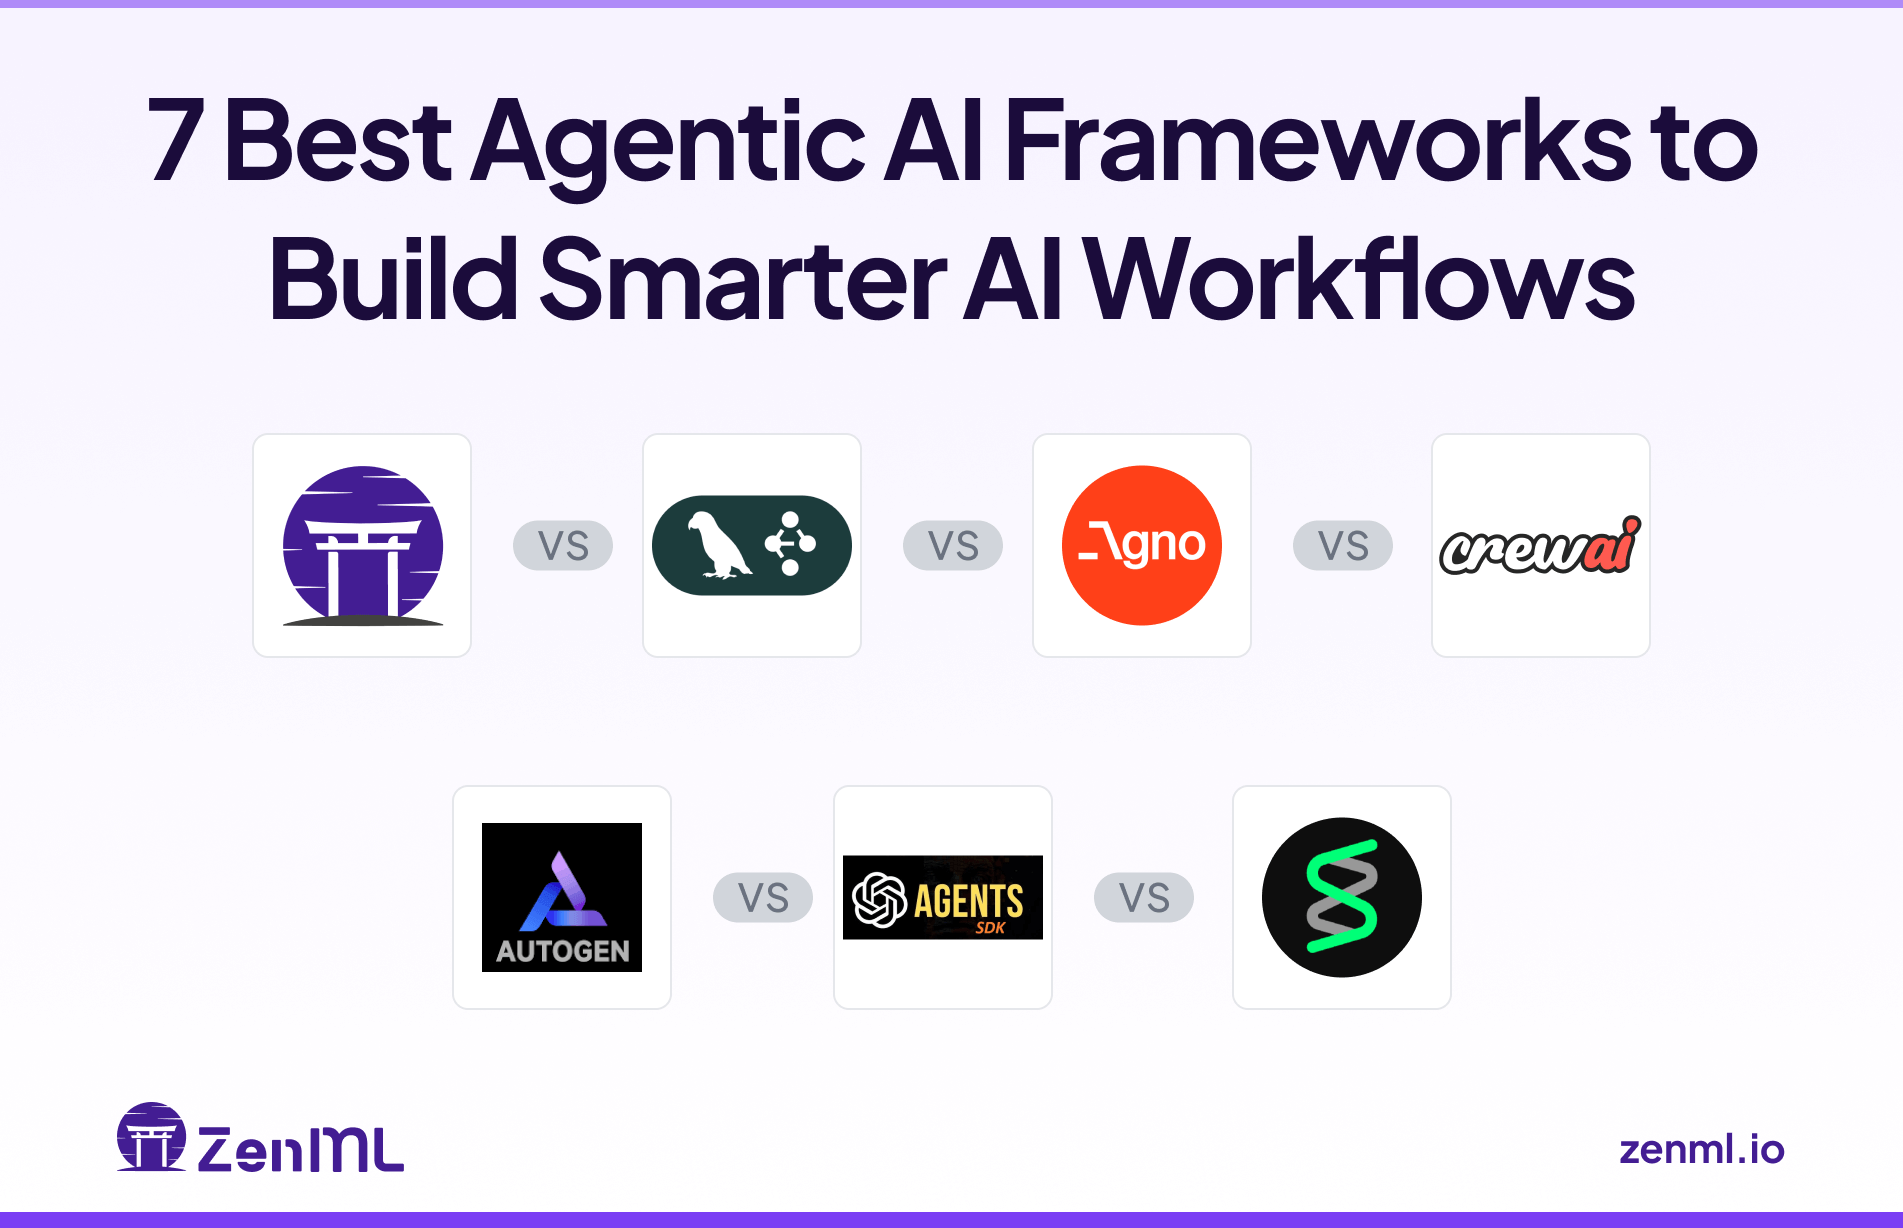 7 Best Agentic AI Frameworks to
Build Smarter AI Workflows
VS
VS
agno
VS
crewai
AUTOGEN
VS
AGENTS
SDK
VS
ZenML
zenml.io